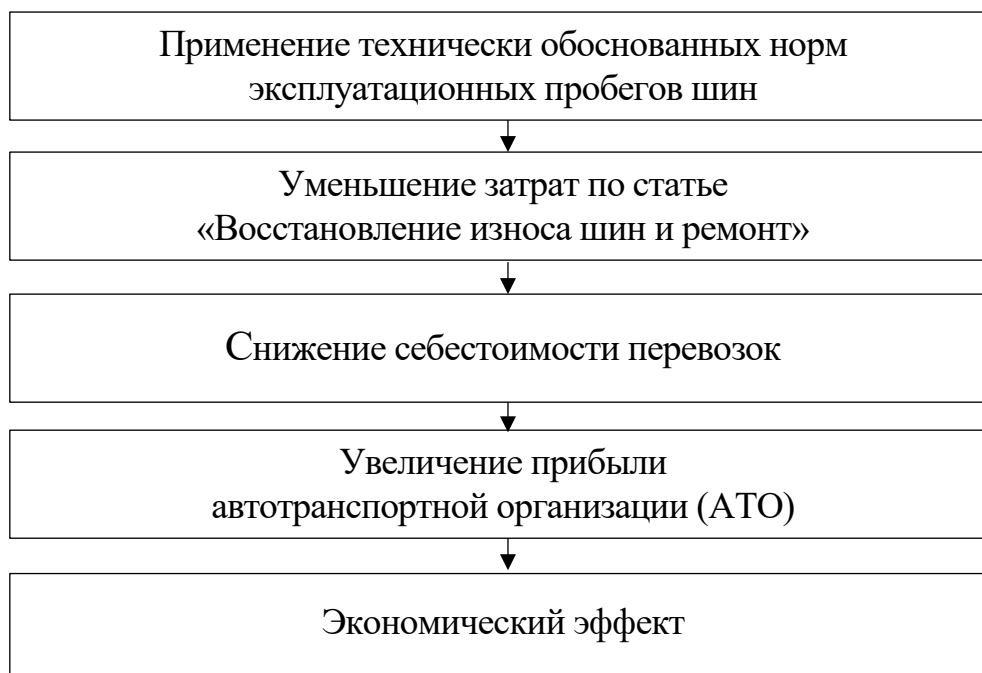 Применение технически обоснованных норм
эксплуатационных пробегов шин
Уменьшение затрат по статье
«Восстановление износа шин и ремонт»
Снижение себестоимости перевозок
Увеличение прибыли
автотранспортной организации (АТО)
Экономический эффект